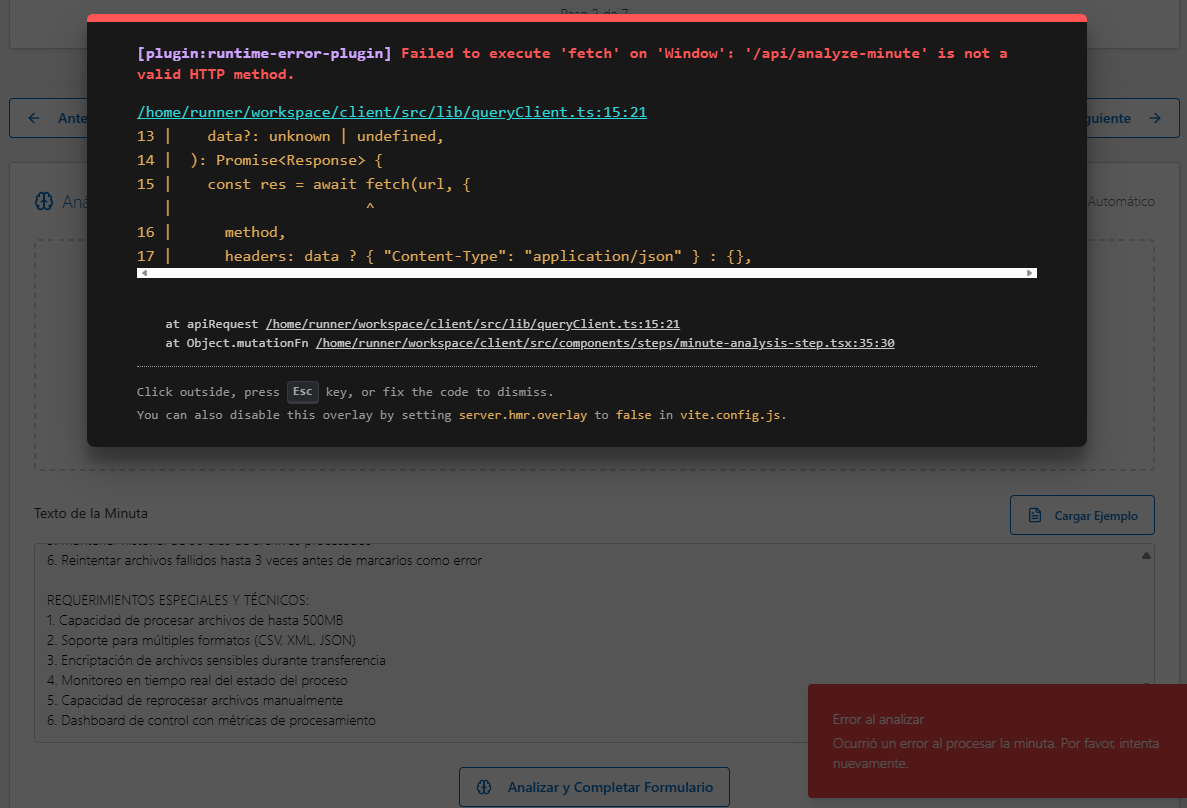 Paso 2 de 7
[plugin:runtime-error-plugin] Failed to execute 'fetch' on 'Window': '/api/analyze-minute' is not a
valid HTTP method.
/home/runner/workspace/client/src/lib/queryClient.ts:15:21
13 | data?: unknown | undefined,
14 | ): Promise<Response> {
15 | const res = await fetch(url, {
| ^
16 | method,
17 | headers: data ? { "Content-Type": "application/json" } : {},
at apiRequest /home/runner/workspace/client/src/lib/queryClient.ts:15:21
at Object.mutationFn /home/runner/workspace/client/src/components/steps/minute-analysis-step.tsx:35:30
Click outside, press Esc key, or fix the code to dismiss.
You can also disable this overlay by setting server.hmr.overlay to false in vite.config.js.
Automático
Texto de la Minuta
Cargar Ejemplo
6. Reintentar archivos fallidos hasta 3 veces antes de marcarlos como error
REQUERIMIENTOS ESPECIALES Y TÉCNICOS:
1. Capacidad de procesar archivos de hasta 500MB
2. Soporte para múltiples formatos (CSV, XML, JSON)
3. Encriptación de archivos sensibles durante transferencia
4. Monitoreo en tiempo real del estado del proceso
5. Capacidad de reprocesar archivos manualmente
6. Dashboard de control con métricas de procesamiento
Error al analizar
Ocurrió un error al procesar la minuta. Por favor, intenta
nuevamente.
Analizar y Completar Formulario